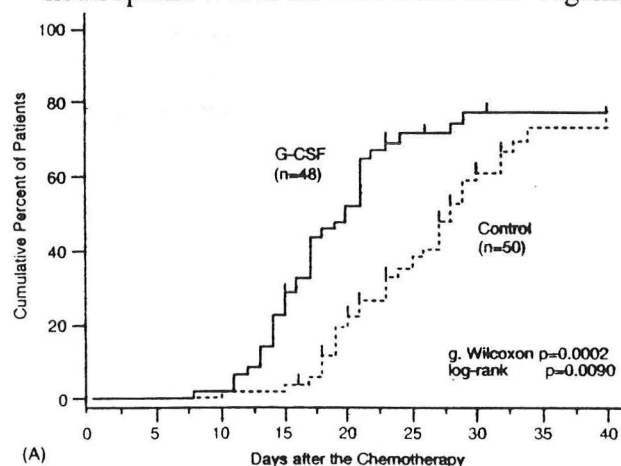 100
80
60
40
20
0
Cumulative Percent of Patients
G-CSF
(n=48)
Control
(n=50)
g. Wilcoxon p=0.0002
log-rank p=0.0090
0 5 10 15 20 25 30 35 40
(A)
Days after the Chemotherapy